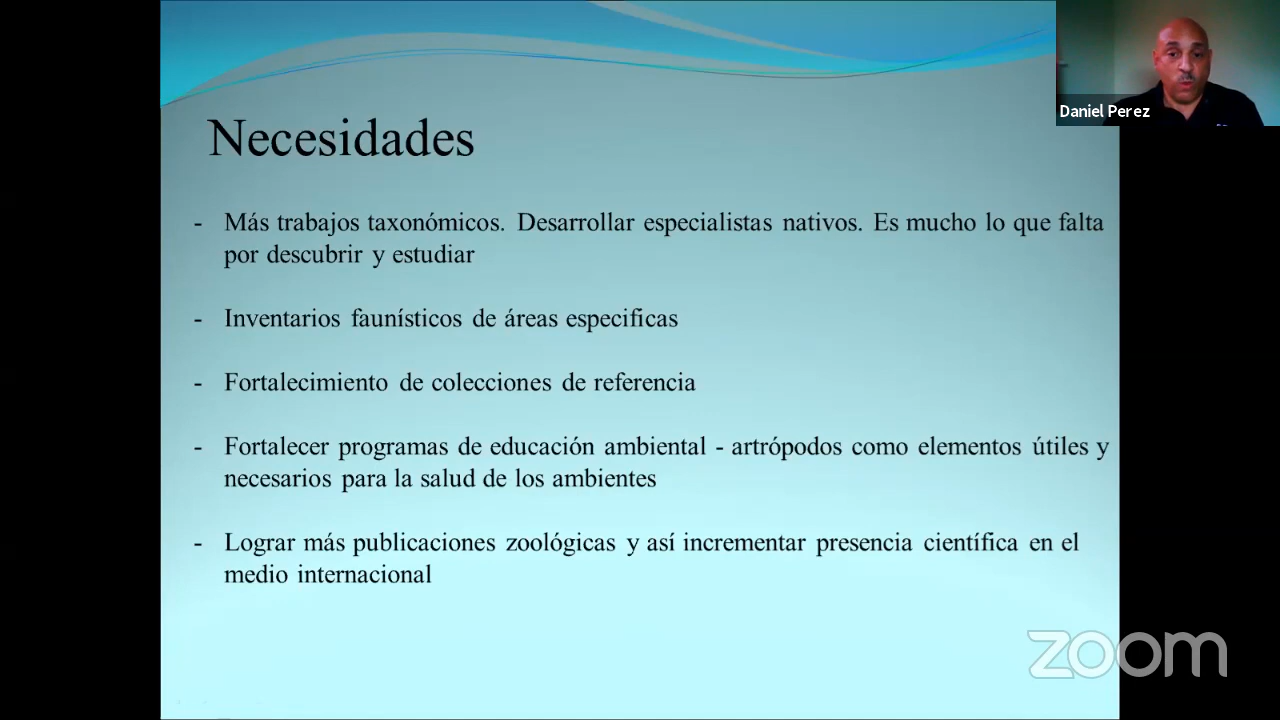 Daniel Perez
Necesidades
- Más trabajos taxonómicos. Desarrollar especialistas nativos. Es mucho lo que falta
por descubrir y estudiar
- Inventarios faunísticos de áreas especificas
- Fortalecimiento de colecciones de referencia
- Fortalecer programas de educación ambiental - artrópodos como elementos útiles y
necesarios para la salud de los ambientes
- Lograr más publicaciones zoológicas y así incrementar presencia científica en el
medio internacional
zoom